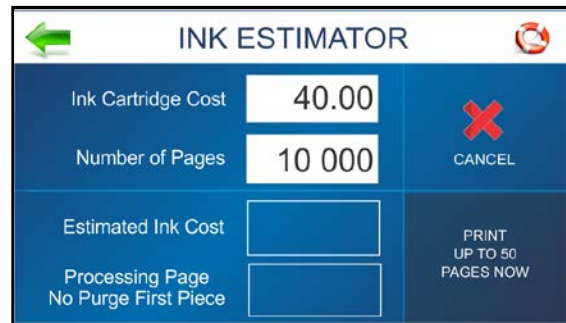 INK ESTIMATOR
Ink Cartridge Cost
40.00
Number of Pages
10 000
CANCEL
Estimated Ink Cost
Processing Page
No Purge First Piece
PRINT
UP TO 50
PAGES NOW